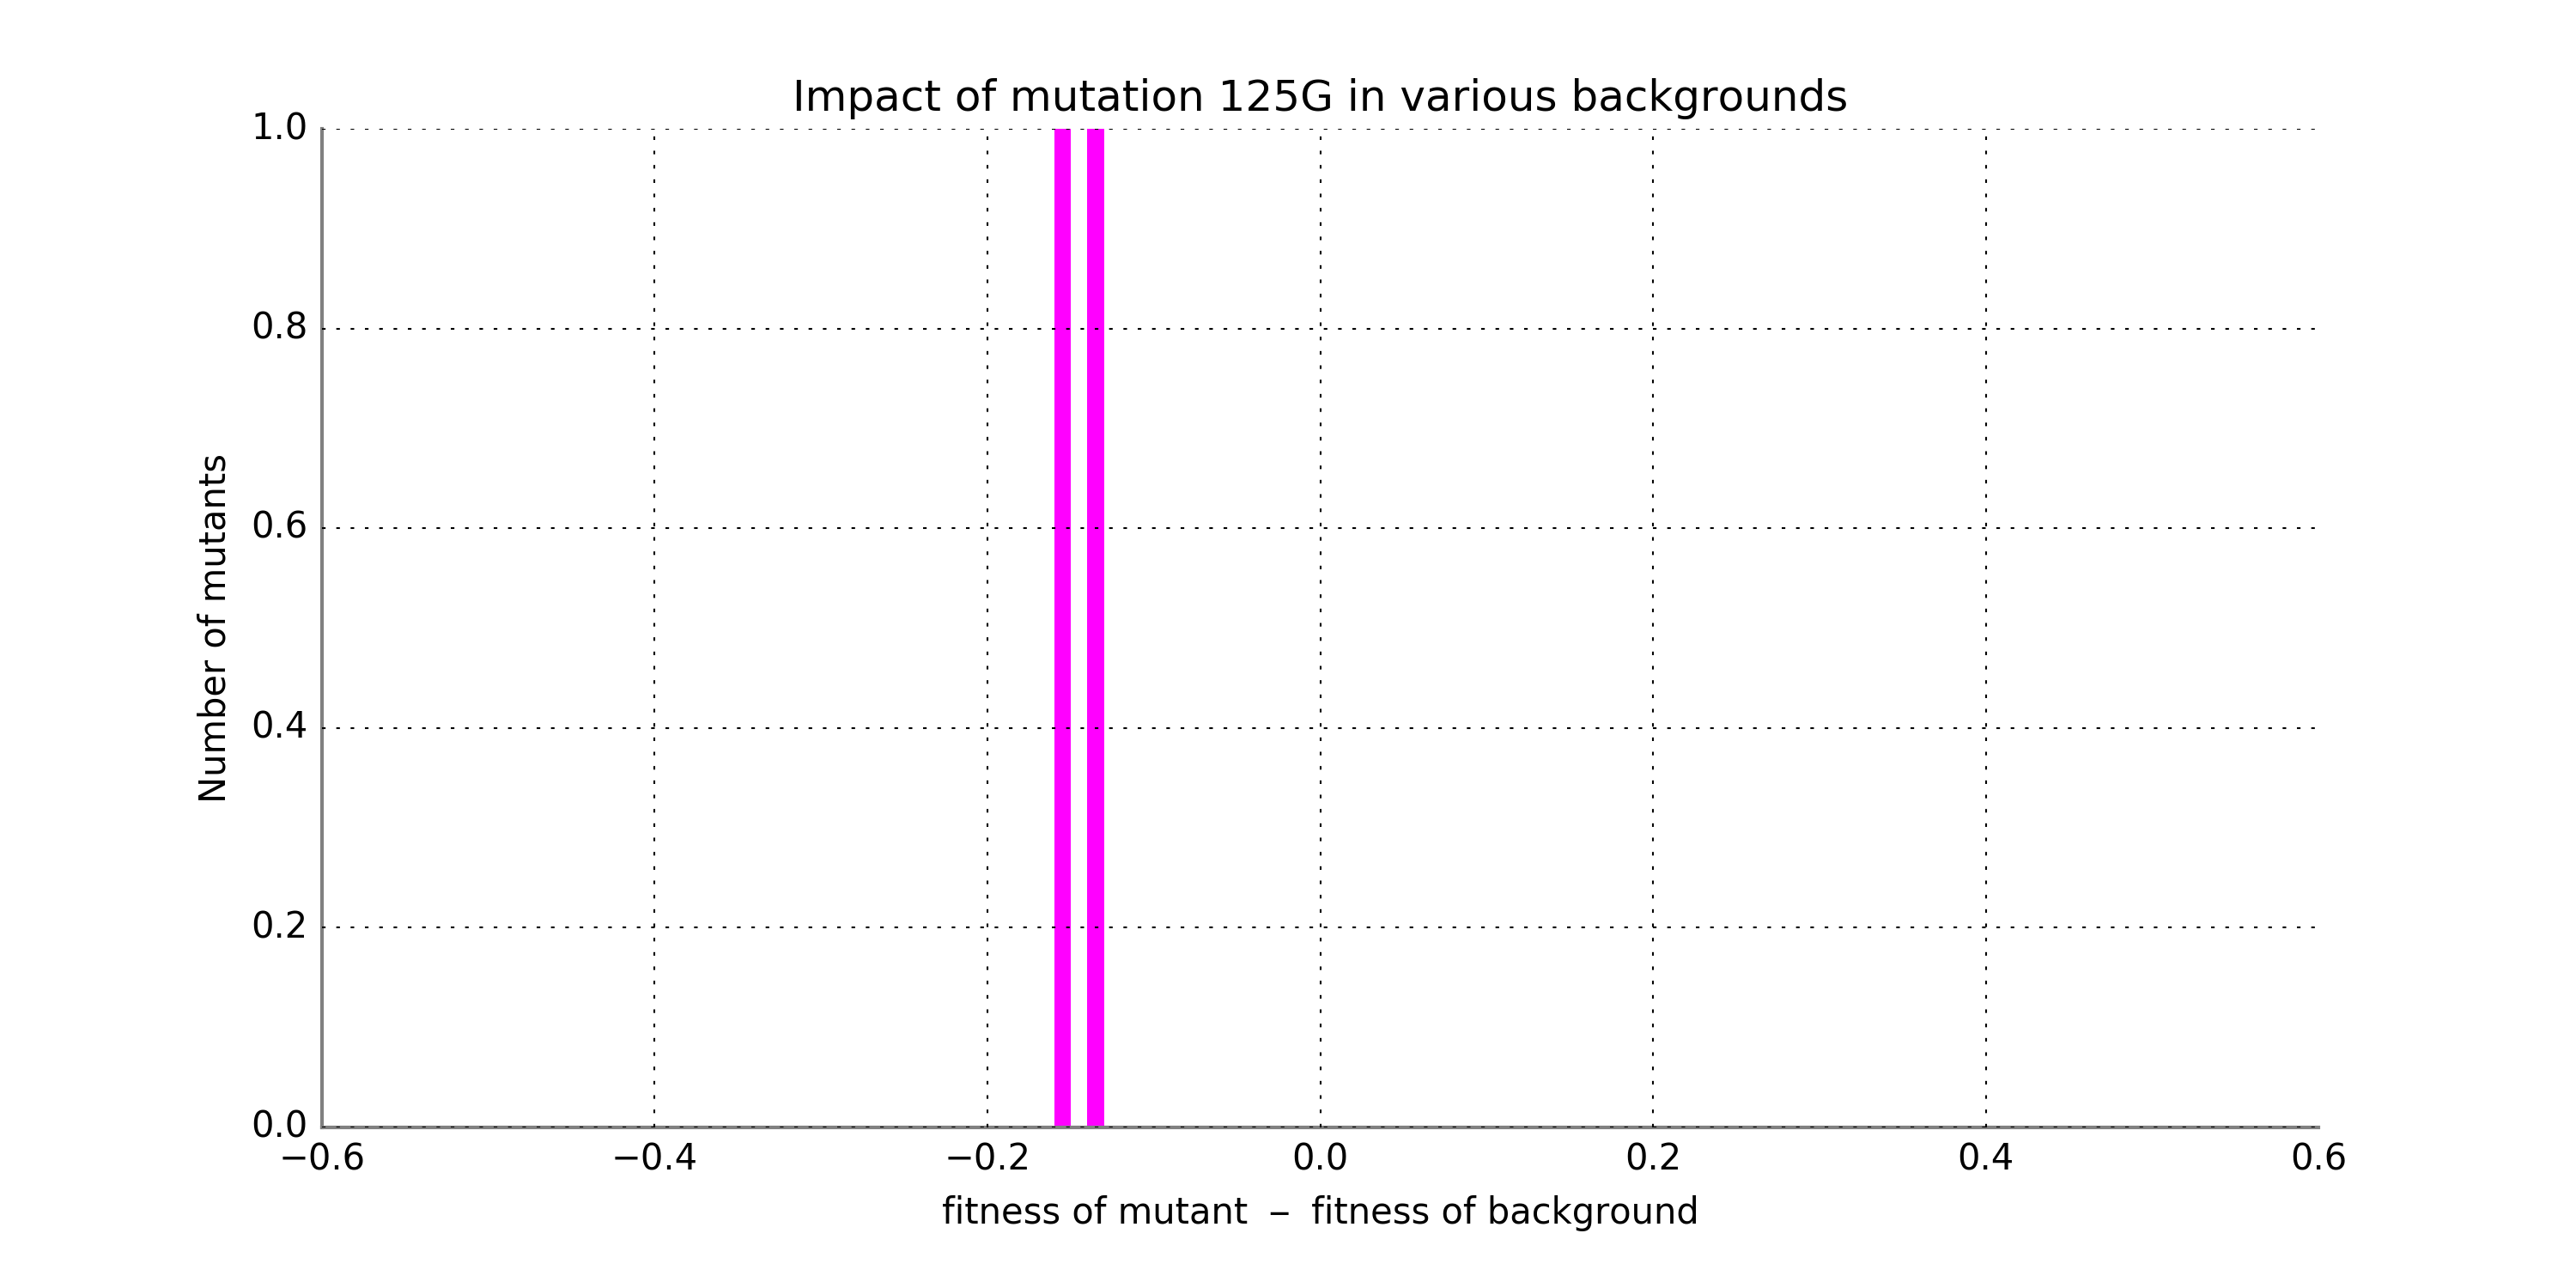 Impact of mutation 125G in various backgrounds
1.0
0.8
0.6
0.4
0.2
0.0
Number of mutants
−0.6 −0.4 −0.2 0.0 0.2 0.4 0.6
fitness of mutant − fitness of background